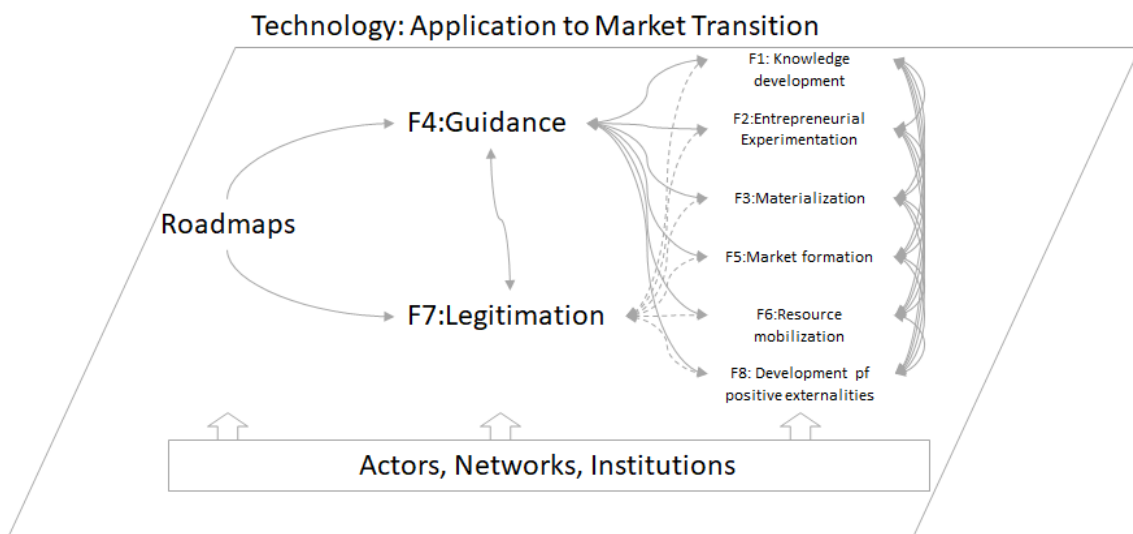 Technology: Application to Market Transition
F1: Knowledge
development
F4:Guidance
F2:Entrepreneurial
Experimentation
F3:Materialization
Roadmaps
F5:Market formation
F7:Legitimation
F6:Resource
mobilization
F8: Development pf
positive externalities
Actors, Networks, Institutions